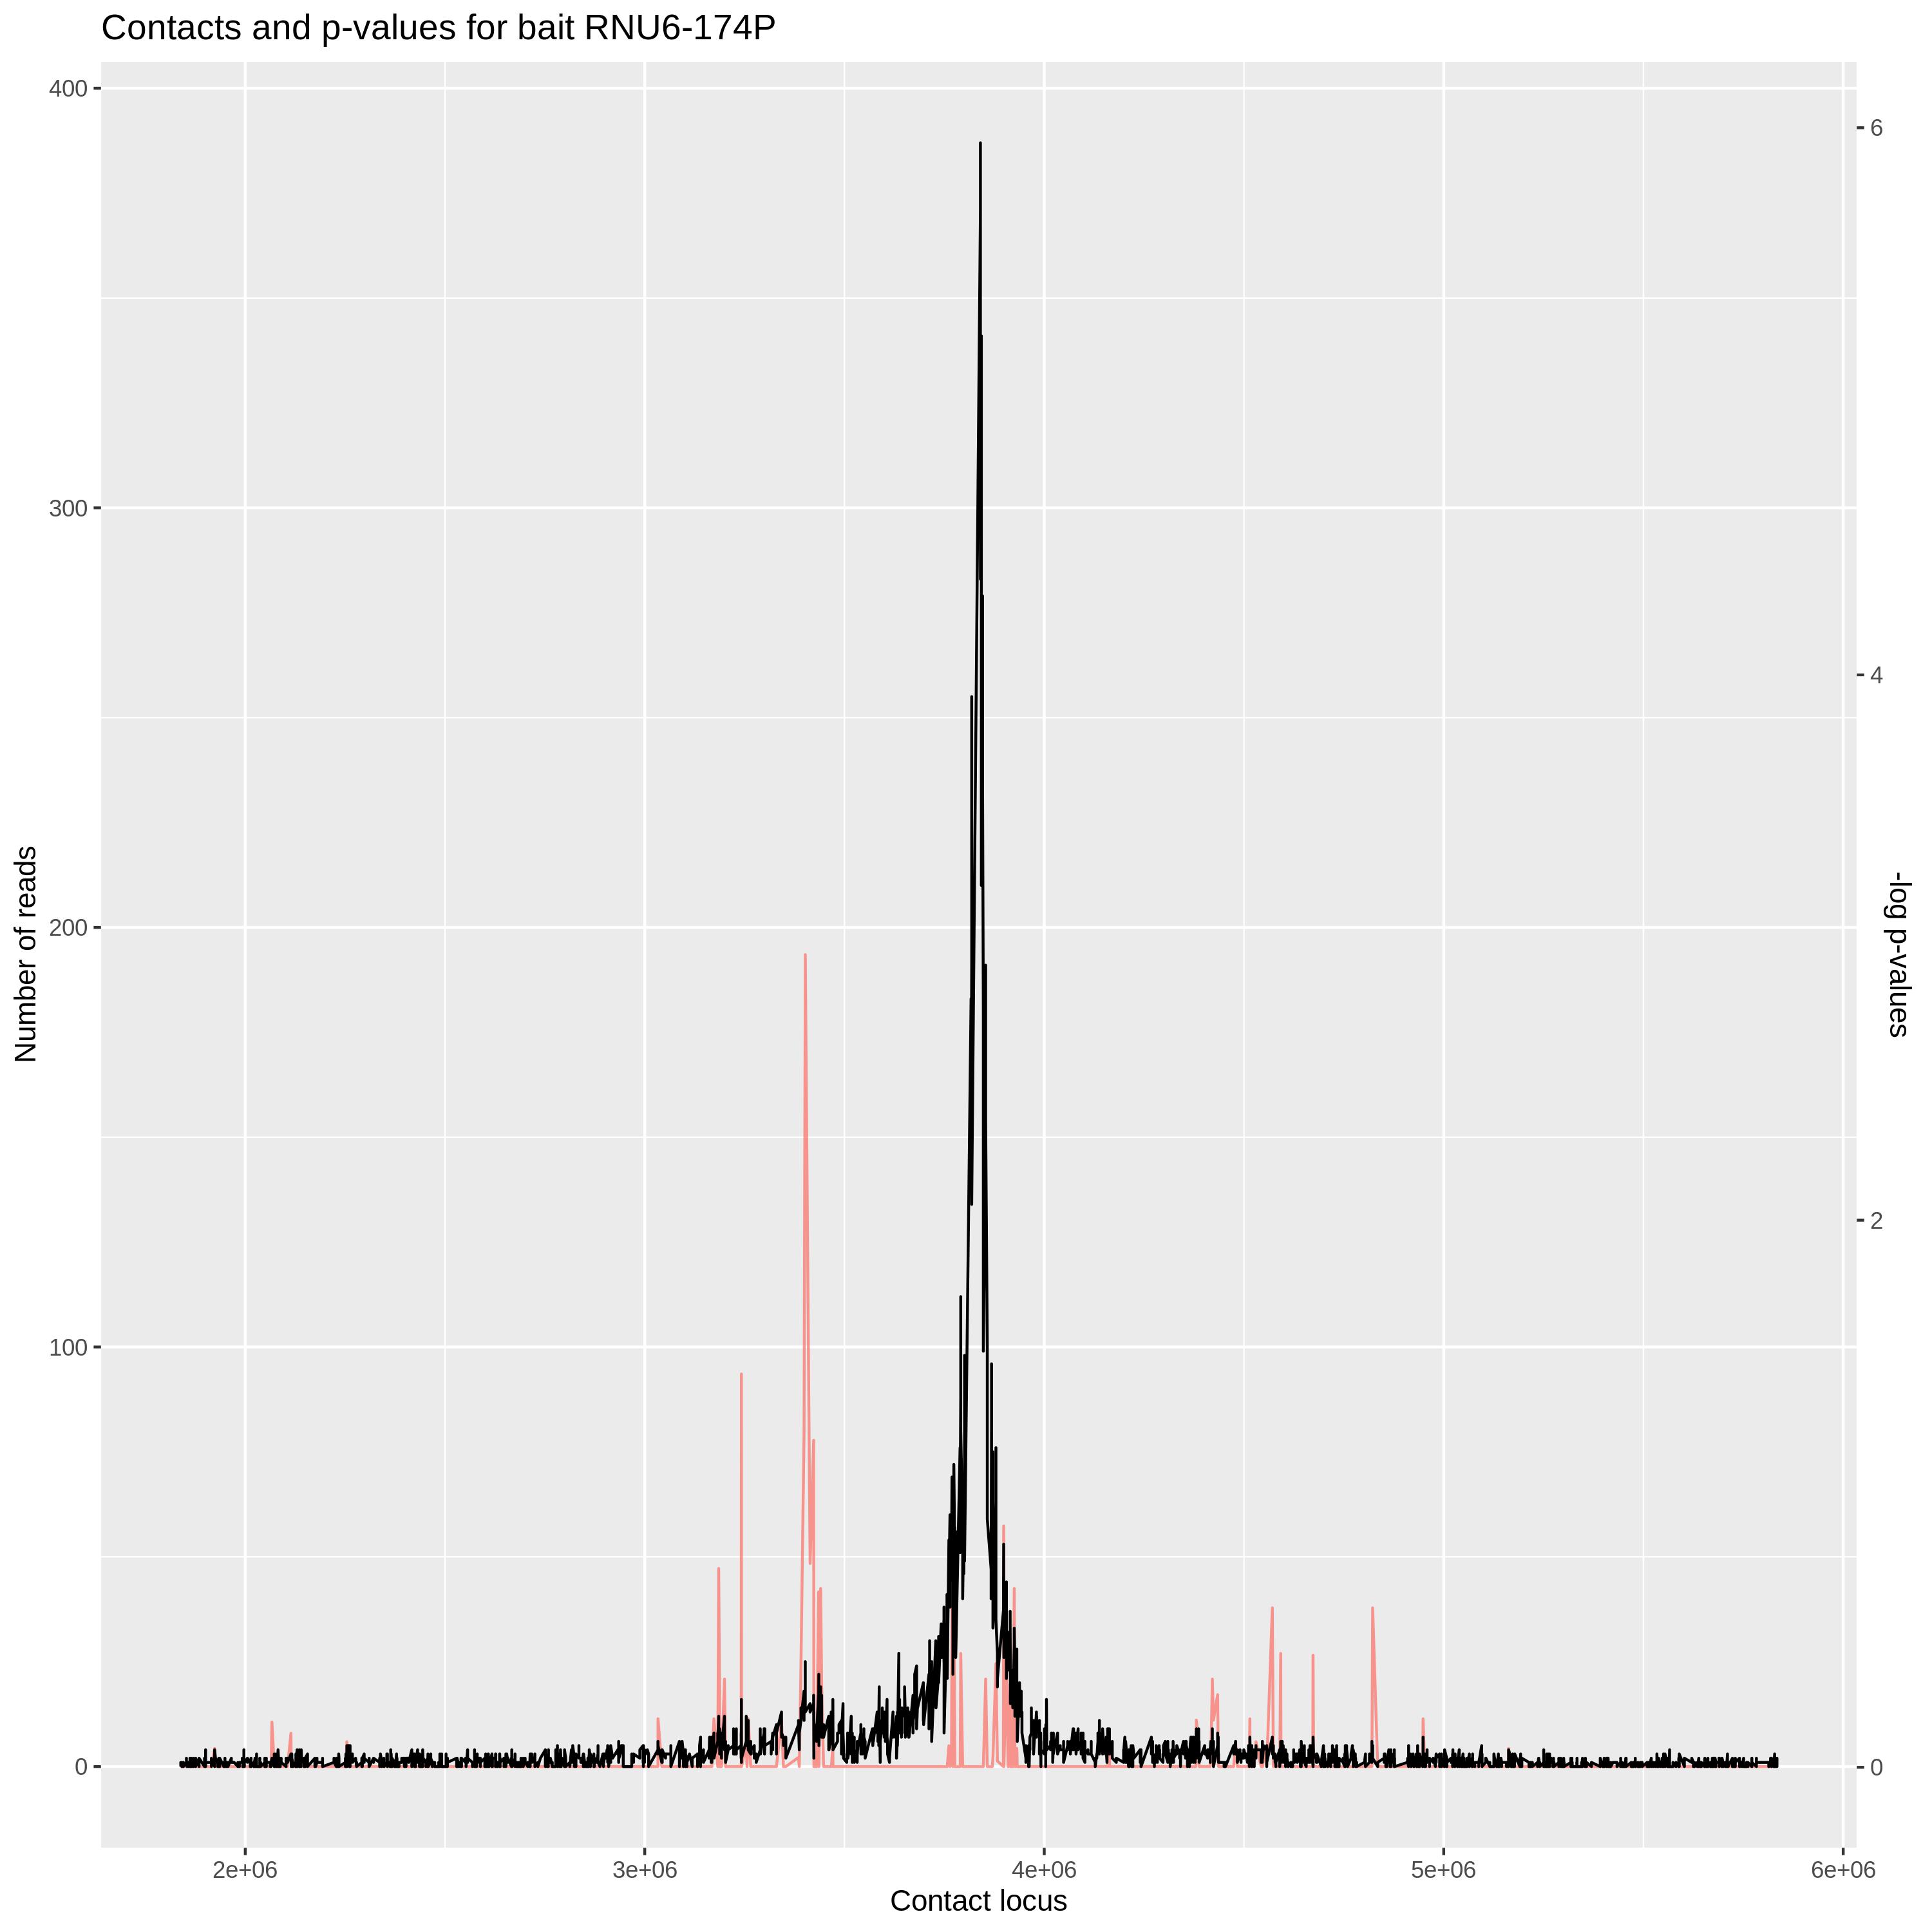 Contacts and p-values for bait RNU6-174P
400
300
200
100
0
Number of reads
6
4
2
0
-log p-values
2e+06
3e+06
4e+06
5e+06
6e+06
Contact locus